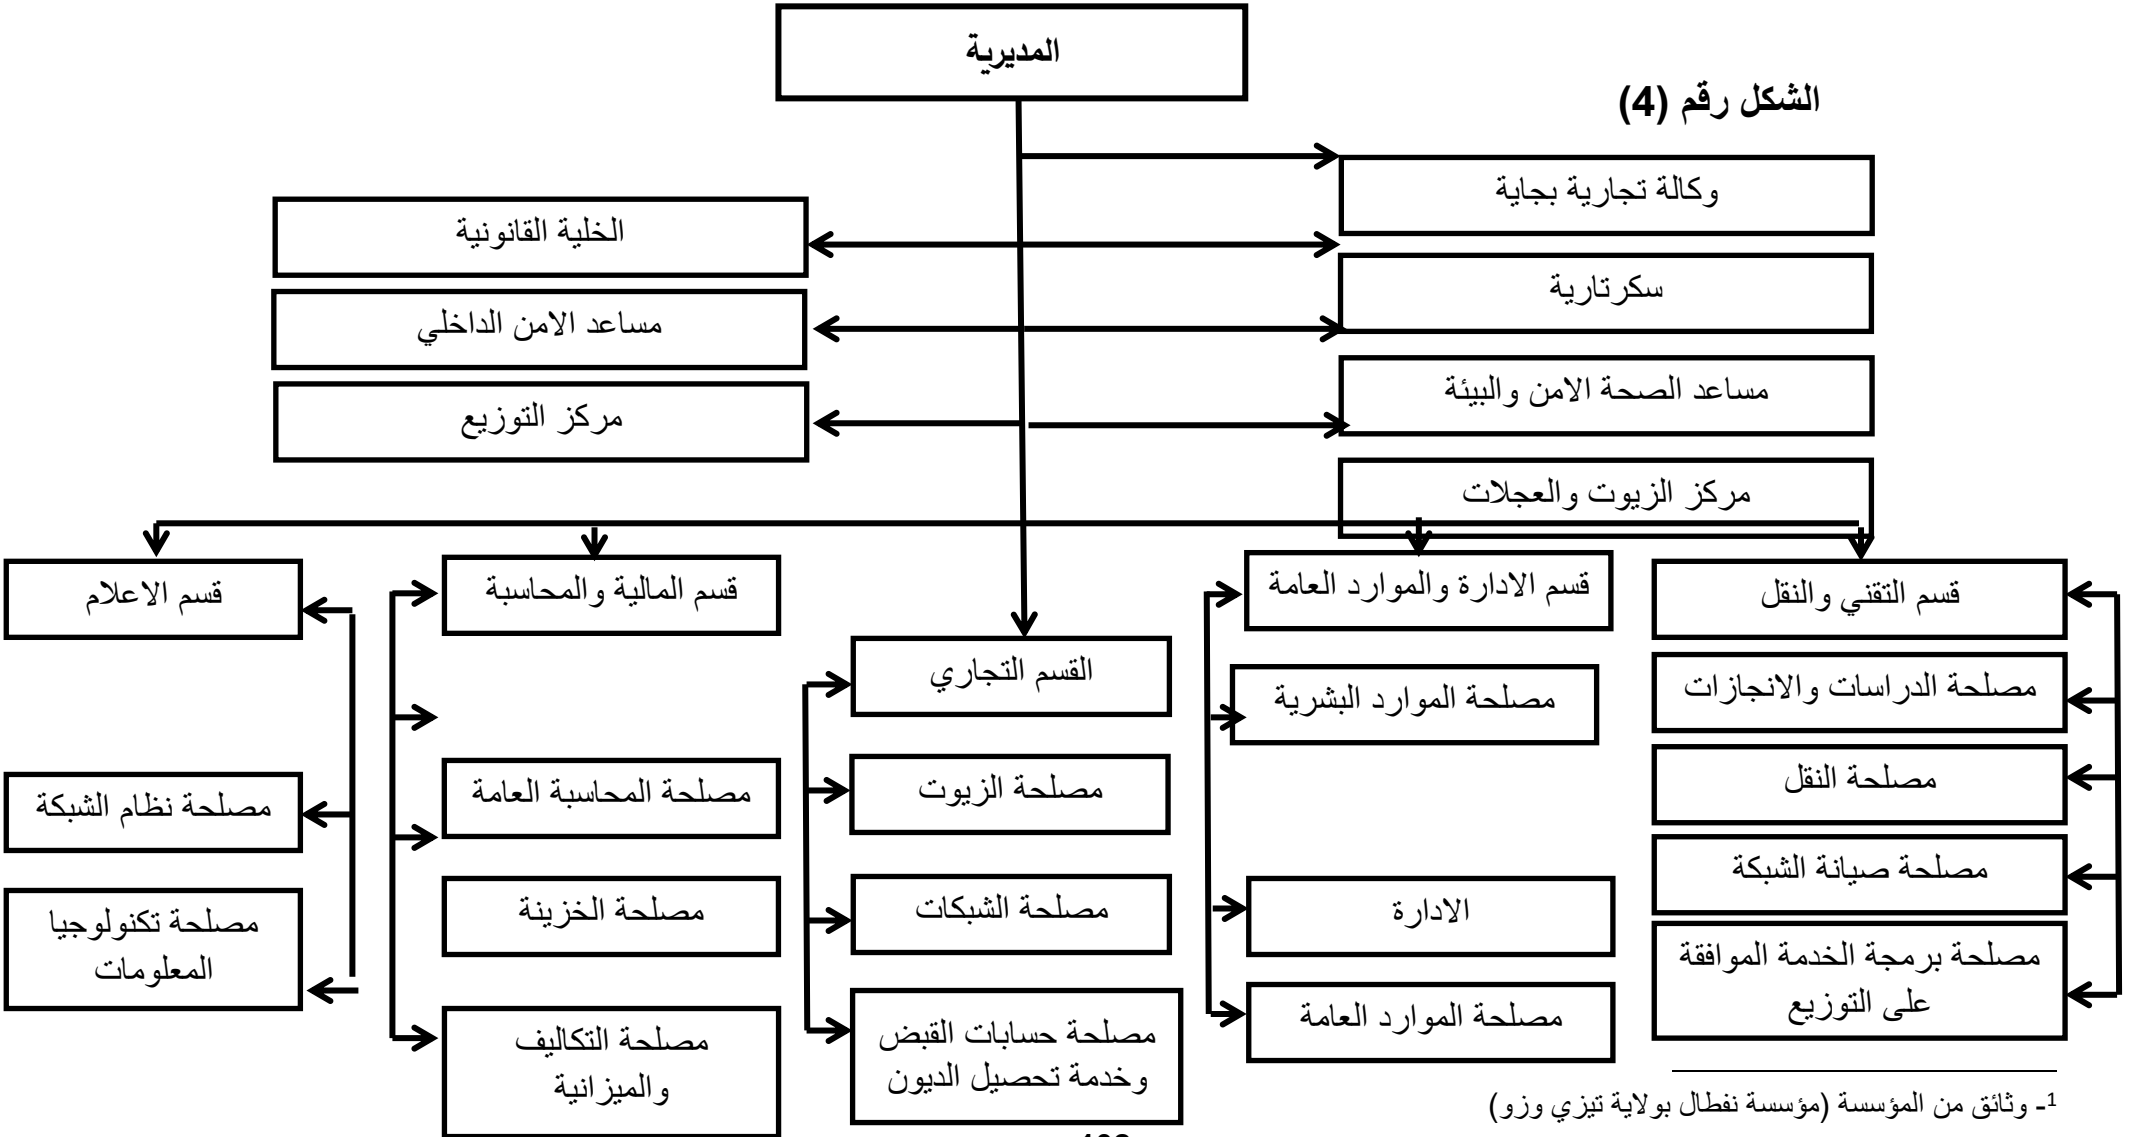 المديرية
الشكل رقم (4)
وكالة تجارية بجاية
الخلية القانونية
سكرتارية
مساعد الامن الداخلي
مساعد الصحة الامن والبيئة
مركز التوزيع
مركز الزيوت والعجلات
قسم التقني والنقل
مصلحة الدراسات والانجازات
مصلحة النقل
مصلحة صيانة الشبكة
مصلحة برمجة الخدمة الموافقة
على التوزيع
قسم الادارة والموارد العامة
مصلحة الموارد البشرية
الادارة
مصلحة الموارد العامة
القسم التجاري
مصلحة الزيوت
مصلحة الشبكات
مصلحة حسابات القبض
وخدمة تحصيل الديون
قسم المالية والمحاسبة
مصلحة المحاسبة العامة
مصلحة الخزينة
مصلحة التكاليف
والميزانية
قسم الاعلام
مصلحة نظام الشبكة
مصلحة تكنولوجيا
المعلومات
1- وثائق من المؤسسة (مؤسسة نفطال بولاية تيزي وزو)